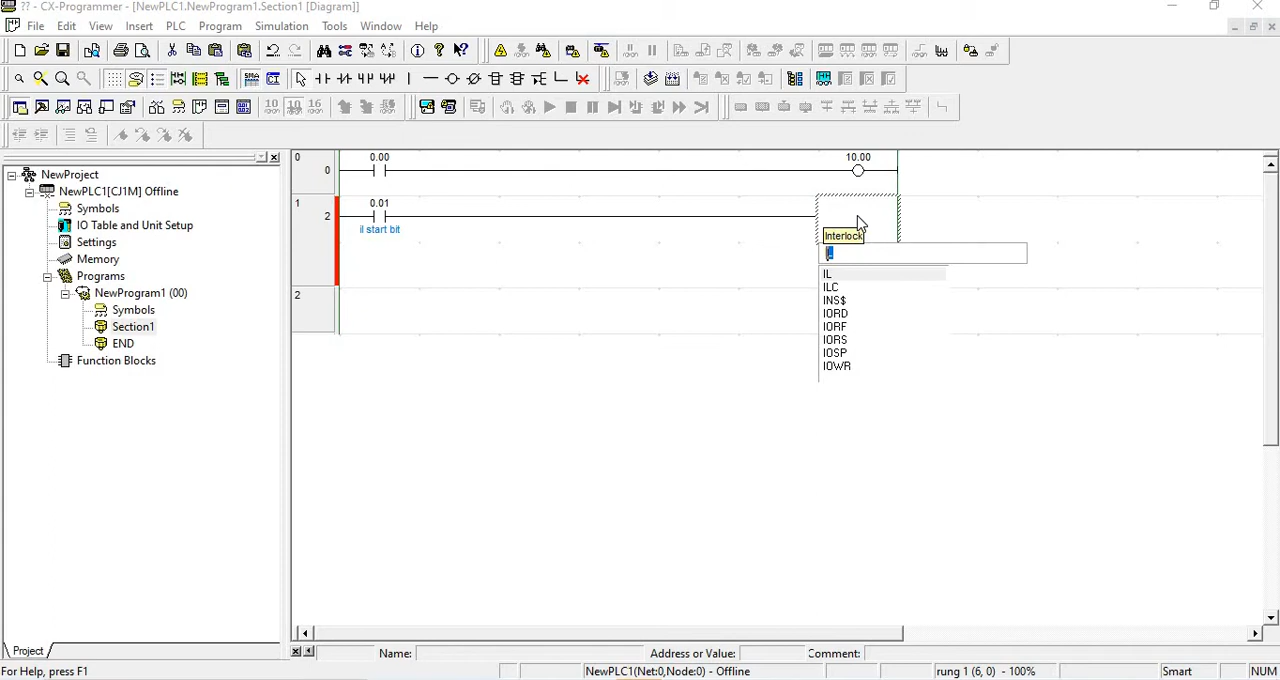 ?? - CX-Programmer - [NewPLC1.NewProgram1.Section1 [Diagram]]
File Edit View Insert PLC Program Simulation Tools Window Help
10 10 16
NewProject
NewPLC1[CJ1M] Offline
Symbols
IO Table and Unit Setup
Settings
Memory
Programs
NewProgram1 (00)
Symbols
Section1
END
Function Blocks
Project
0
0
0.00
10.00
1
2
0.01
il start bit
Interlock
IL
ILC
INS$
IORD
IORF
IORS
IOSP
IOWR
2
Name: Address or Value: Comment:
For Help, press F1 NewPLC1(Net:0,Node:0) - Offline rung 1 (6, 0) - 100% Smart NUM